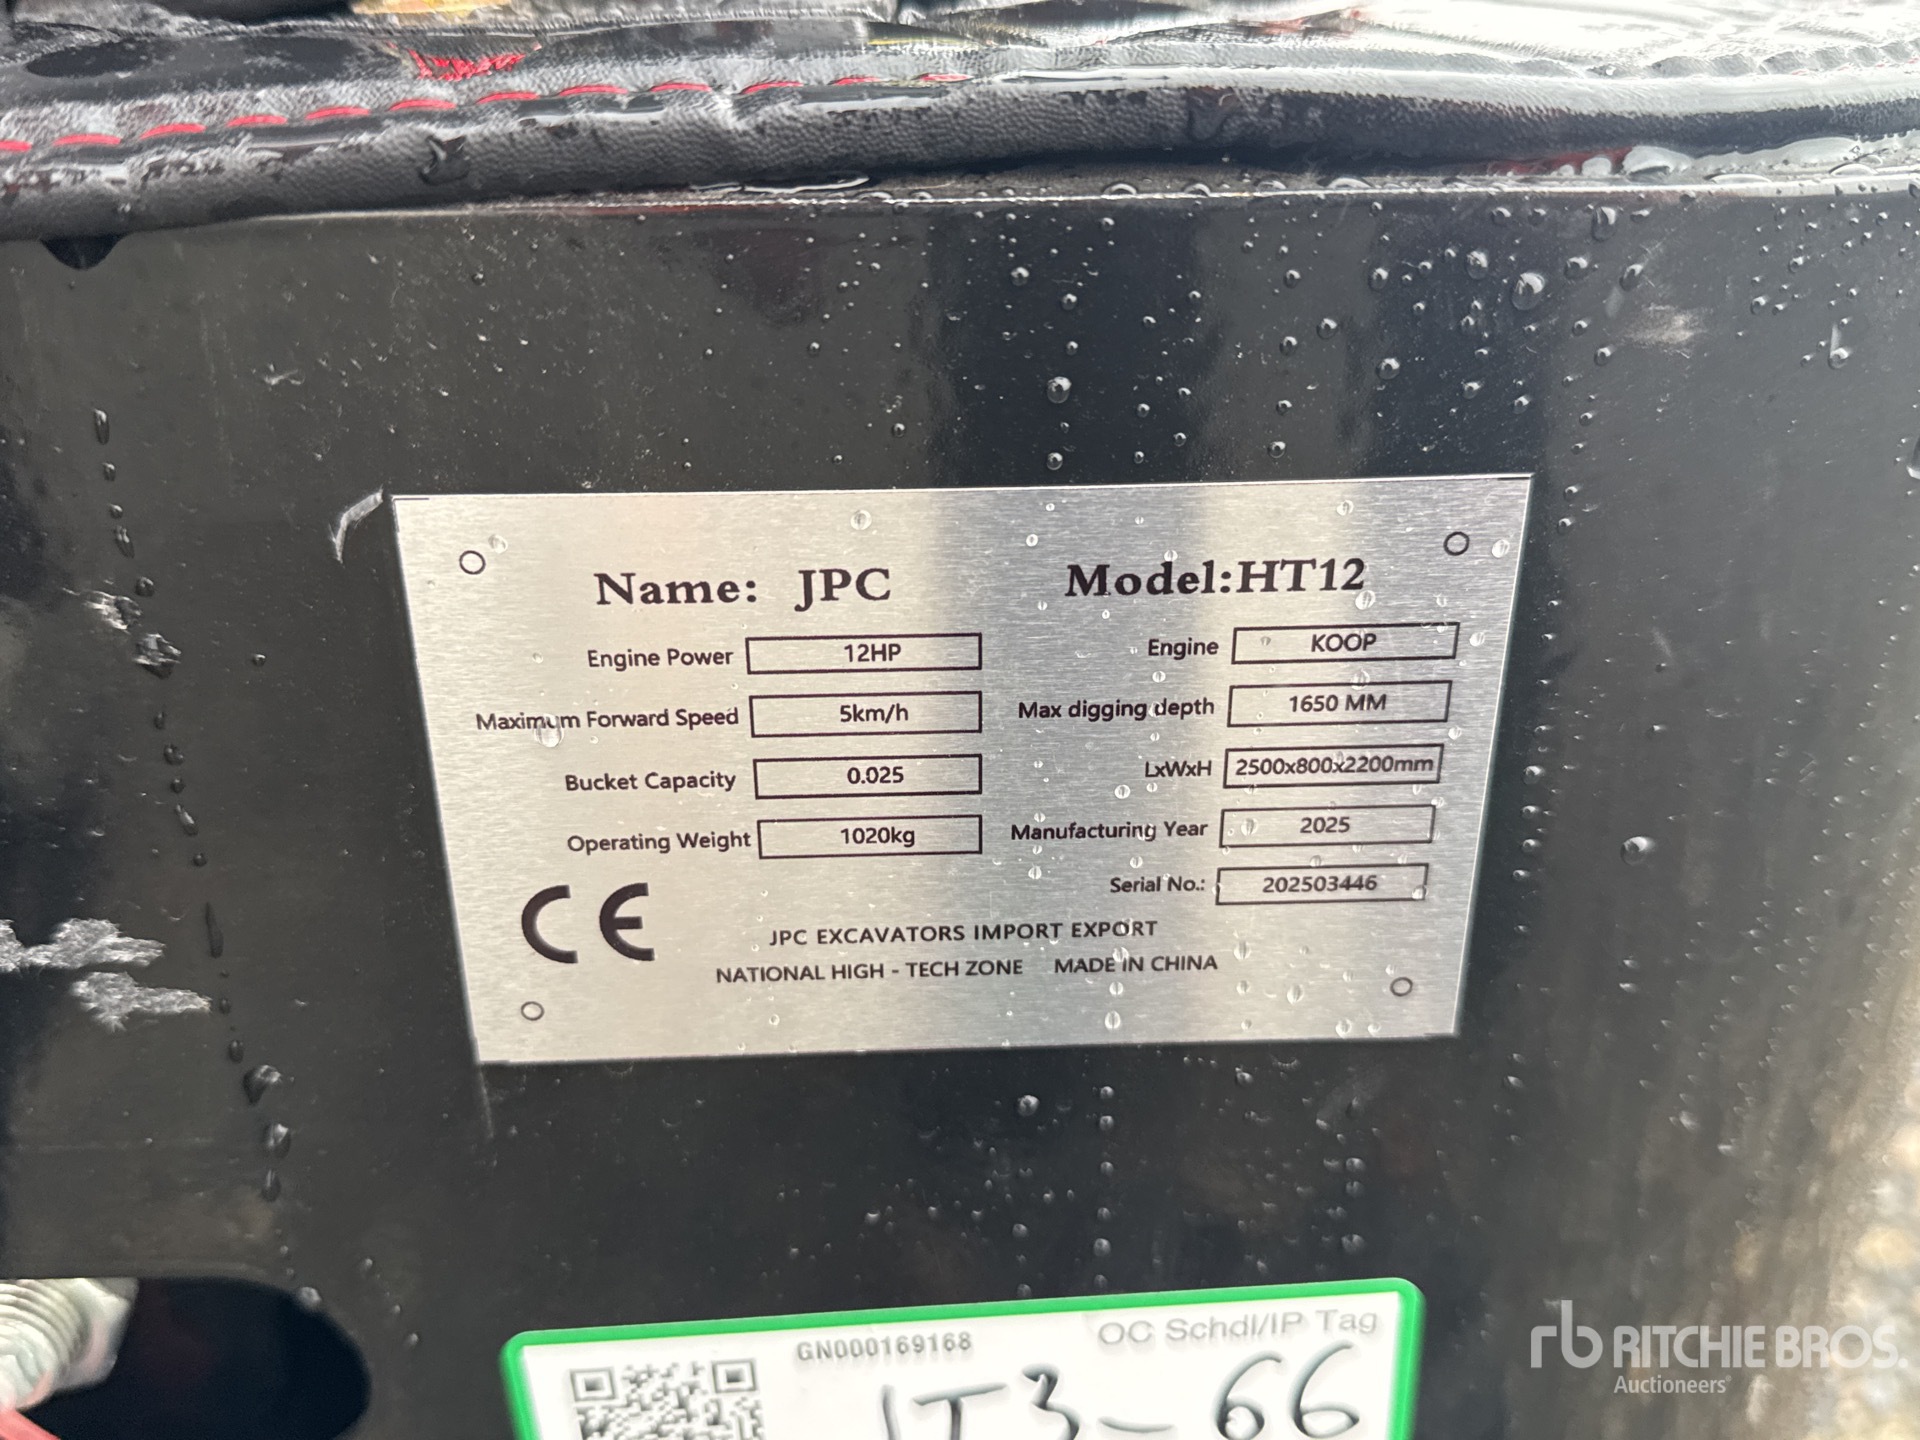 Name: JPC Model:HT12
Engine Power 12HP Engine KOOP
Maximum Forward Speed 5km/h Max digging depth 1650 MM
Bucket Capacity 0.025 LxWxH 2500x800x2200mm
Operating Weight 1020kg Manufacturing Year 2025
Serial No.: 202503446
CE
JPC EXCAVATORS IMPORT EXPORT
NATIONAL HIGH - TECH ZONE MADE IN CHINA
GN000169168 OC Schdl/IP Tag
1T3-66
rb RITCHIE BROS.
Auctioneers